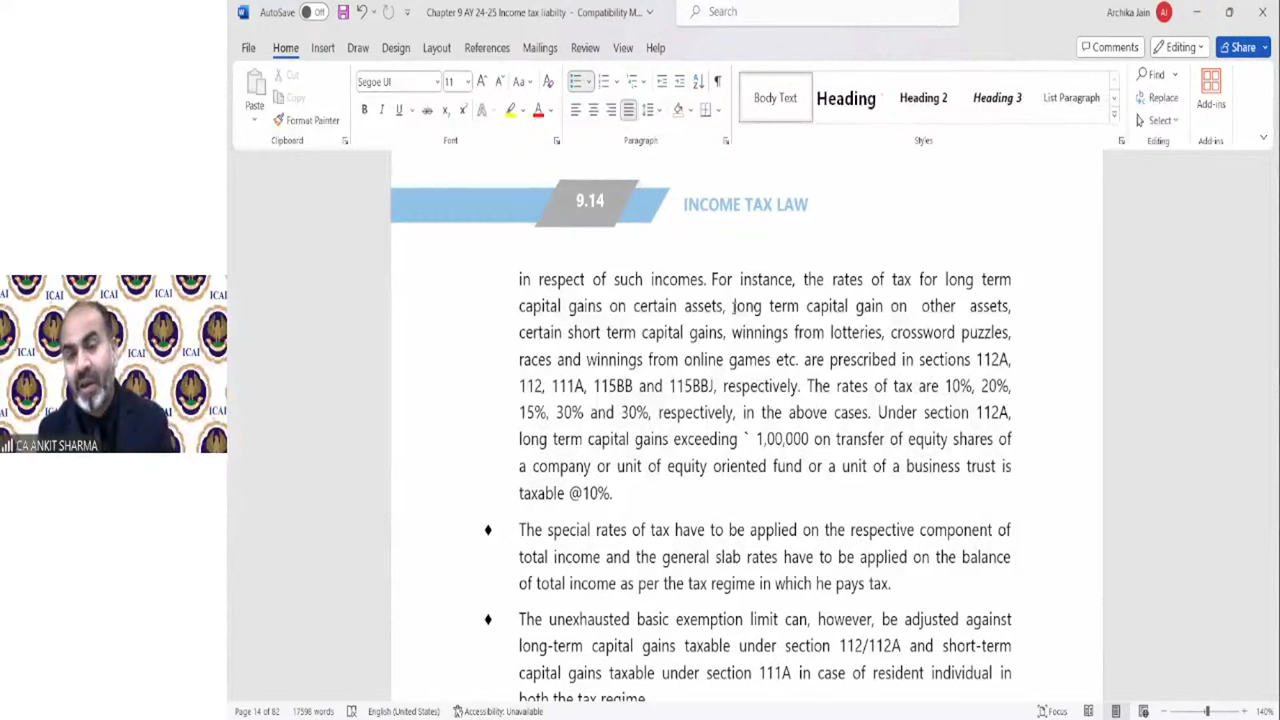 AutoSave Off Chapter 9 AY 24-25 Income tax liabilty - Compatibility M... Search Archika Jain AJ
File Home Insert Draw Design Layout References Mailings Review View Help Comments Editing Share
Paste Cut Copy Format Painter Clipboard
Segoe UI 11 Font
Paragraph
Body Text Heading Heading 2 Heading 3 List Paragraph Styles
Find Replace Select Editing
Add-ins Add-ins
9.14 INCOME TAX LAW
in respect of such incomes. For instance, the rates of tax for long term
capital gains on certain assets, long term capital gain on other assets,
certain short term capital gains, winnings from lotteries, crossword puzzles,
races and winnings from online games etc. are prescribed in sections 112A,
112, 111A, 115BB and 115BBJ, respectively. The rates of tax are 10%, 20%,
15%, 30% and 30%, respectively, in the above cases. Under section 112A,
long term capital gains exceeding ` 1,00,000 on transfer of equity shares of
a company or unit of equity oriented fund or a unit of a business trust is
taxable @10%.
♦ The special rates of tax have to be applied on the respective component of
total income and the general slab rates have to be applied on the balance
of total income as per the tax regime in which he pays tax.
♦ The unexhausted basic exemption limit can, however, be adjusted against
long-term capital gains taxable under section 112/112A and short-term
capital gains taxable under section 111A in case of resident individual in
both the tax regime.
ICAI
ICAI
ICAI
ICAI
CA ANKIT SHARMA
Page 14 of 82 17598 words English (United States) Accessibility: Unavailable Focus 140%